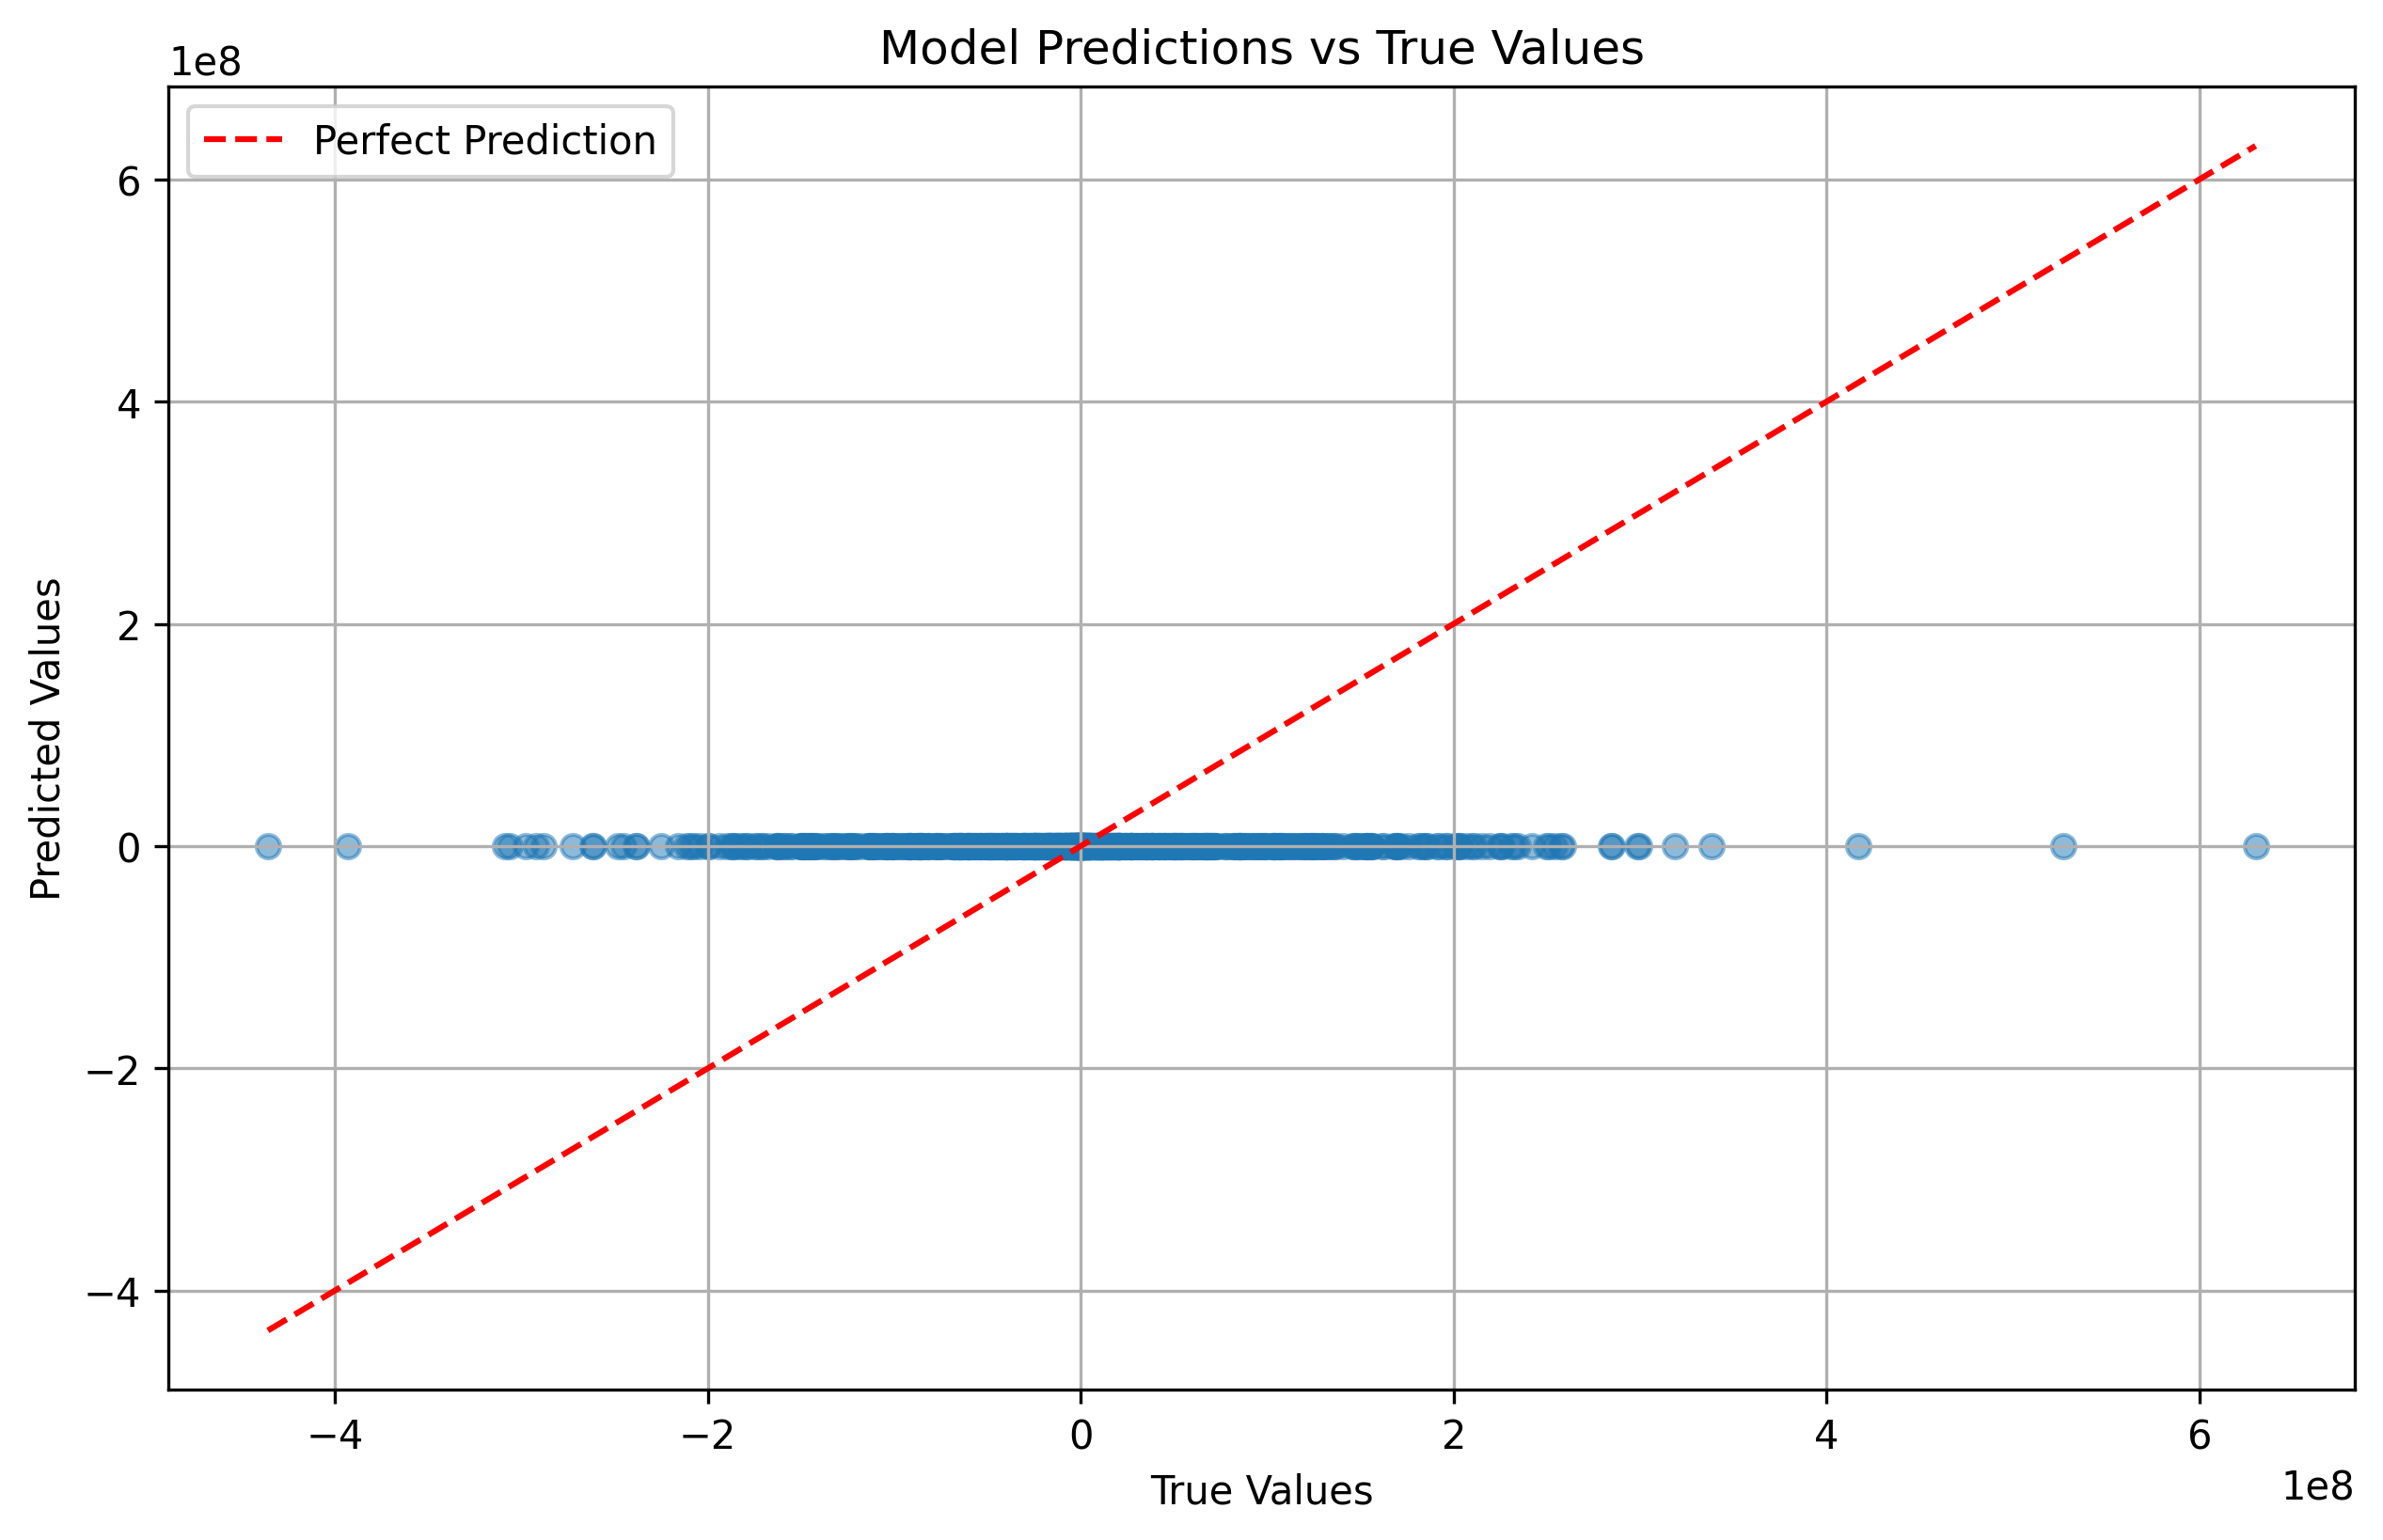 Model Predictions vs True Values
1e8
Perfect Prediction
6
4
2
0
−2
−4
Predicted Values
−4 −2 0 2 4 6
True Values
1e8